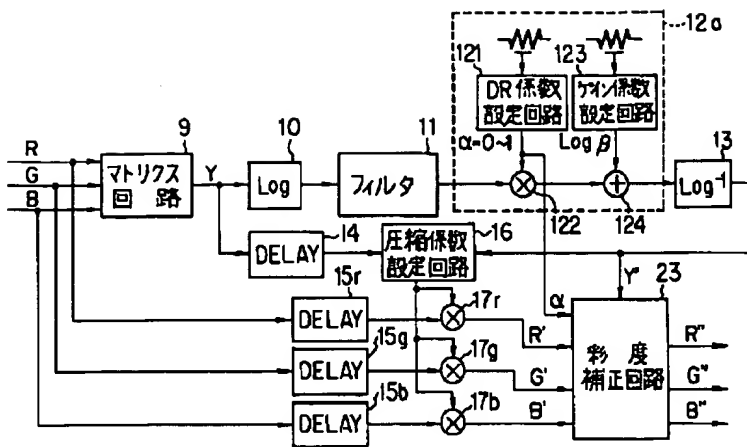 12a
121
123
DR係数
設定回路
ゲイン係数
設定回路
α=0~1
Log β
9
10
11
13
R
G
B
マトリクス
回路
Y
Log
フィルタ
122
124
Log⁻¹
14
DELAY
16
圧縮係数
設定回路
Y"
23
15r
DELAY
17r
α
R'
R"
15g
DELAY
17g
G'
彩度
補正回路
G"
15b
DELAY
17b
B'
B"